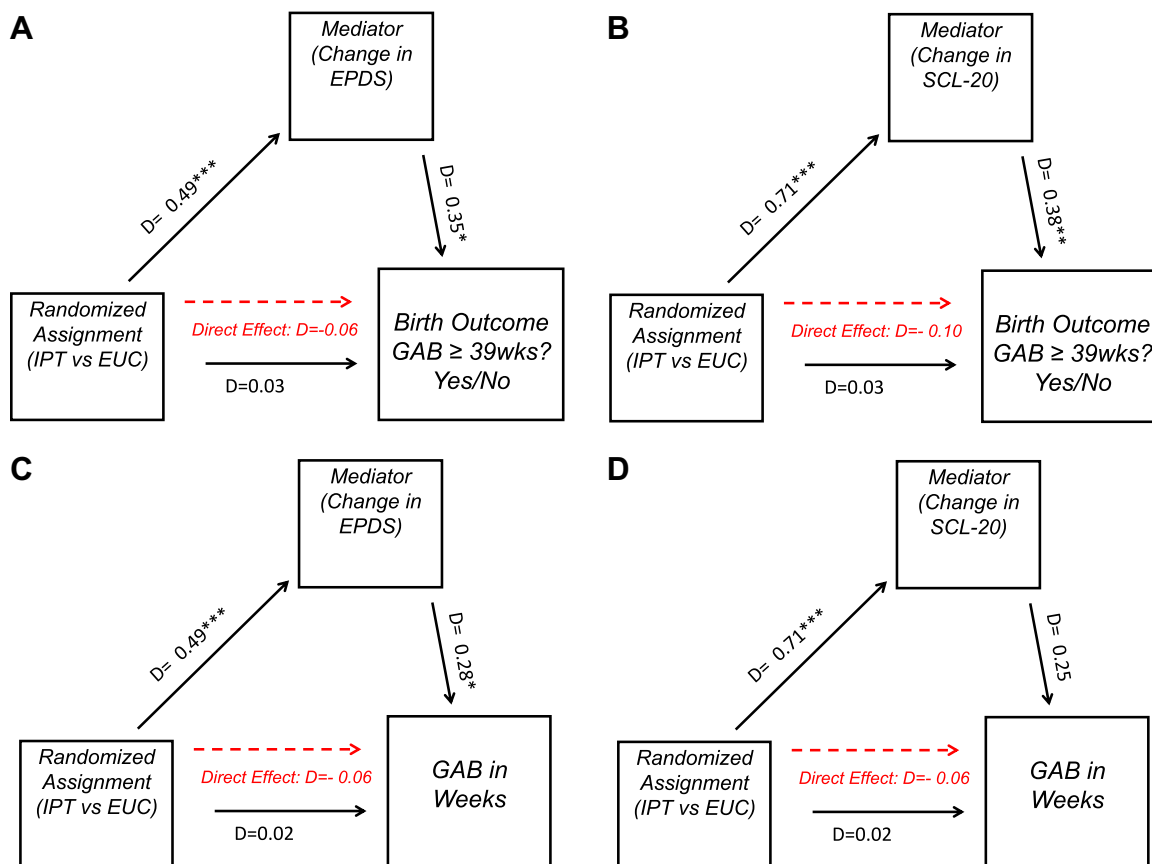 A
Mediator
(Change in
EPDS)
D= 0.49***
D= 0.35*
Randomized
Assignment
(IPT vs EUC)
Direct Effect: D=-0.06
D=0.03
Birth Outcome
GAB ≥ 39wks?
Yes/No
B
Mediator
(Change in
SCL-20)
D= 0.71***
D= 0.38**
Randomized
Assignment
(IPT vs EUC)
Direct Effect: D=- 0.10
D=0.03
Birth Outcome
GAB ≥ 39wks?
Yes/No
C
Mediator
(Change in
EPDS)
D= 0.49***
D= 0.28*
Randomized
Assignment
(IPT vs EUC)
Direct Effect: D=- 0.06
D=0.02
GAB in
Weeks
D
Mediator
(Change in
SCL-20)
D= 0.71***
D= 0.25
Randomized
Assignment
(IPT vs EUC)
Direct Effect: D=- 0.06
D=0.02
GAB in
Weeks